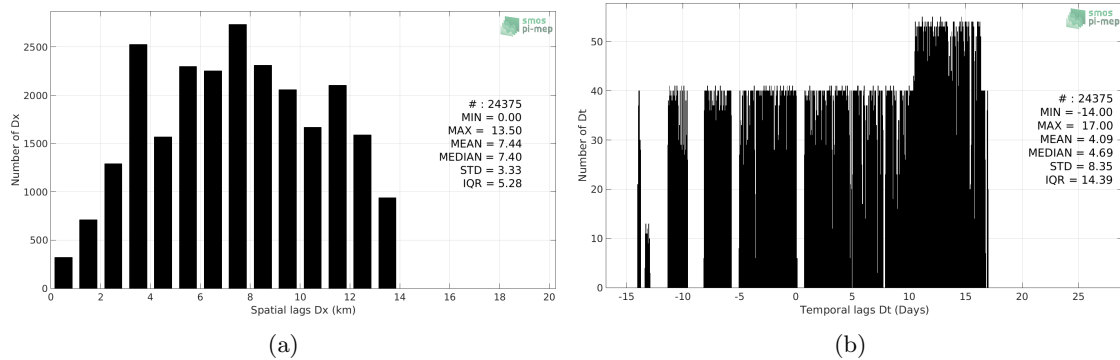 smos
pi-mep
2500
2000
1500
1000
500
0
Number of Dx
# : 24375
MIN = 0.00
MAX = 13.50
MEAN = 7.44
MEDIAN = 7.40
STD = 3.33
IQR = 5.28
0 2 4 6 8 10 12 14 16 18 20
Spatial lags Dx (km)
(a)
smos
pi-mep
50
40
30
20
10
0
Number of Dt
# : 24375
MIN = -14.00
MAX = 17.00
MEAN = 4.09
MEDIAN = 4.69
STD = 8.35
IQR = 14.39
-15 -10 -5 0 5 10 15 20 25
Temporal lags Dt (Days)
(b)